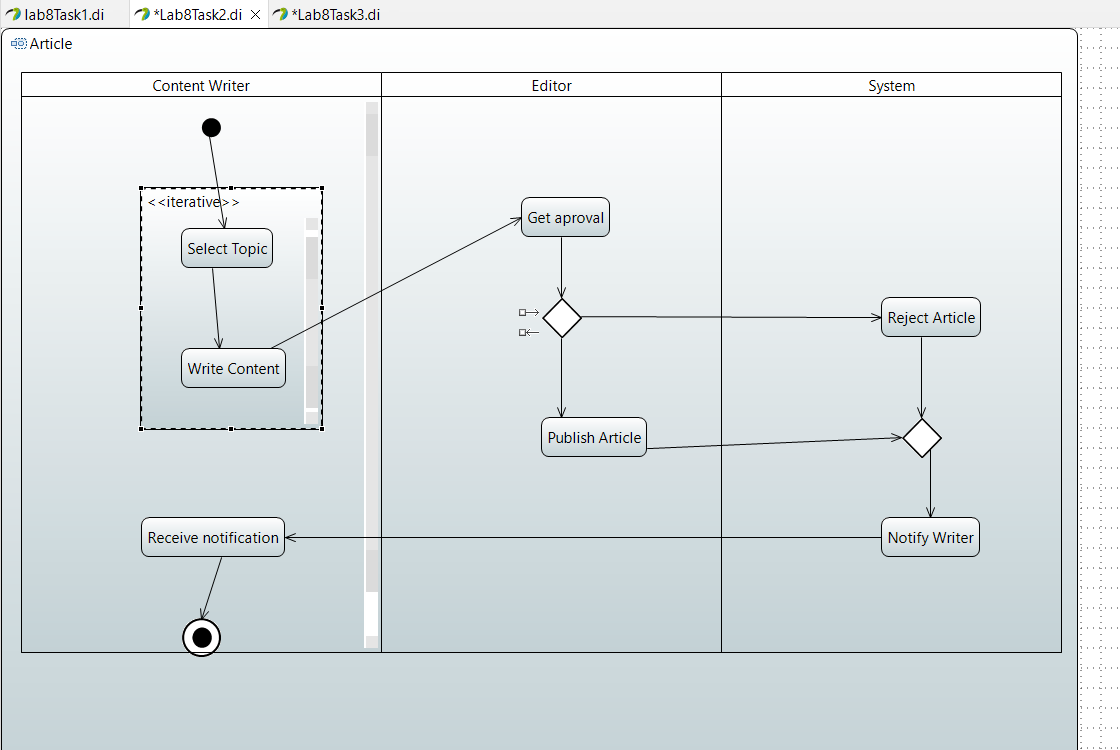 lab8Task1.di
*Lab8Task2.di
*Lab8Task3.di
Article
Content Writer
Editor
System
<<iterative>>
Select Topic
Write Content
Get aproval
Reject Article
Publish Article
Receive notification
Notify Writer